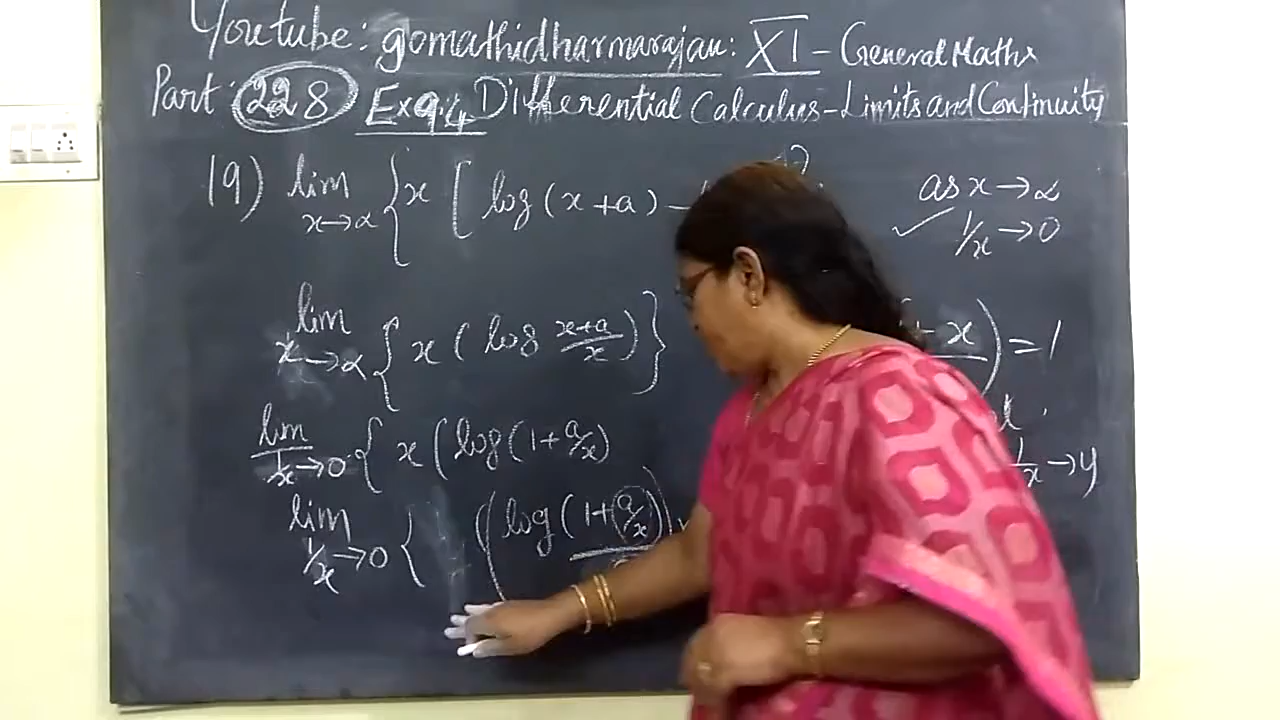 Youtube: gomathidharmarajan: XI - General Maths
Part: 228 Ex 9.4 Differential Calculus - Limits and Continuity
19) lim x→α { x [ log (x + a) -
as x → α
✓ 1/x → 0
lim x→α { x ( log (x+a)/x ) }
x ) = 1
lim 1/x→0 { x ( log ( 1 + a/x )
1/x → y
lim 1/x→0 { ( log ( 1 + (a/x) )